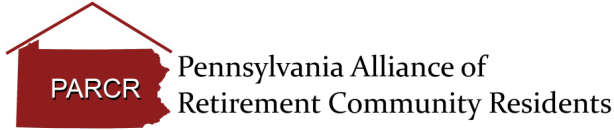 PARCR
Pennsylvania Alliance of
Retirement Community Residents